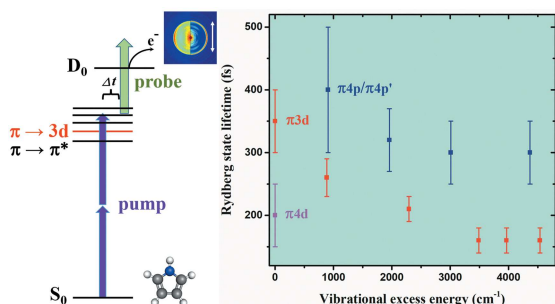 e-
D0
Δt
probe
π → 3d
π → π*
pump
S0
Rydberg state lifetime (fs)
500
400
300
200
π4p/π4p'
π3d
π4d
0
1000
2000
3000
4000
Vibrational excess energy (cm-1)